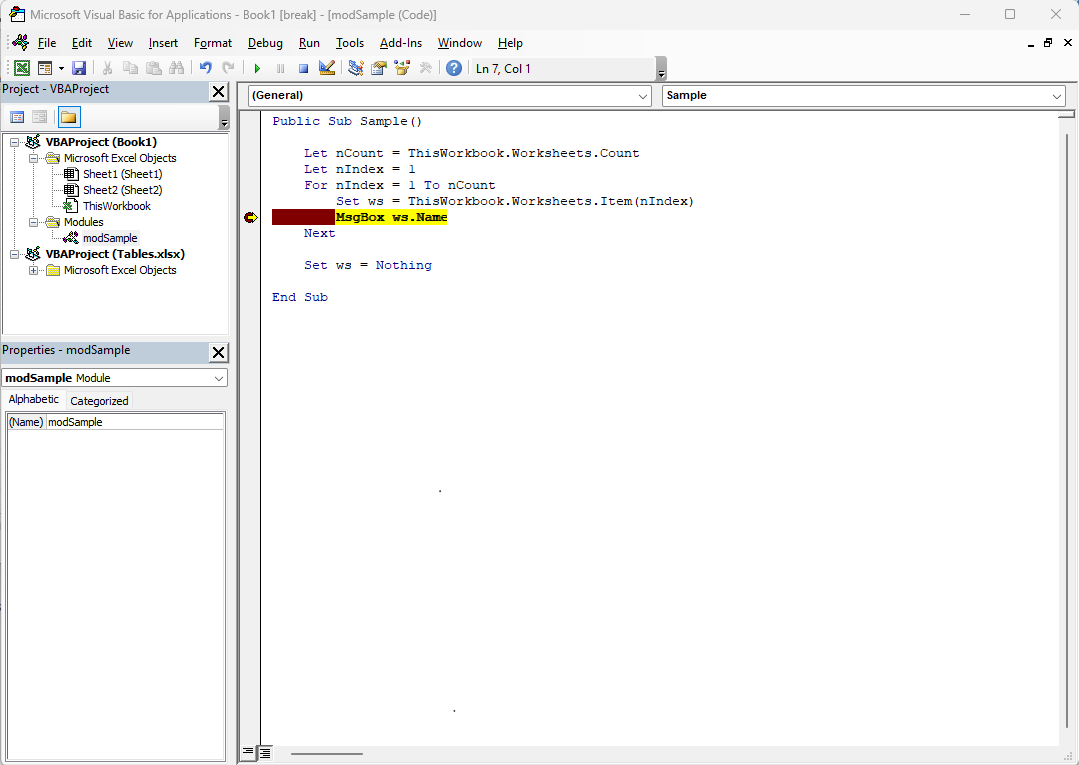 Microsoft Visual Basic for Applications - Book1 [break] - [modSample (Code)]
File Edit View Insert Format Debug Run Tools Add-Ins Window Help
Ln 7, Col 1
Project - VBAProject
VBAProject (Book1)
Microsoft Excel Objects
Sheet1 (Sheet1)
Sheet2 (Sheet2)
ThisWorkbook
Modules
modSample
VBAProject (Tables.xlsx)
Microsoft Excel Objects
Properties - modSample
modSample Module
Alphabetic Categorized
(Name) modSample
(General) Sample
Public Sub Sample()
Let nCount = ThisWorkbook.Worksheets.Count
Let nIndex = 1
For nIndex = 1 To nCount
Set ws = ThisWorkbook.Worksheets.Item(nIndex)
MsgBox ws.Name
Next
Set ws = Nothing
End Sub